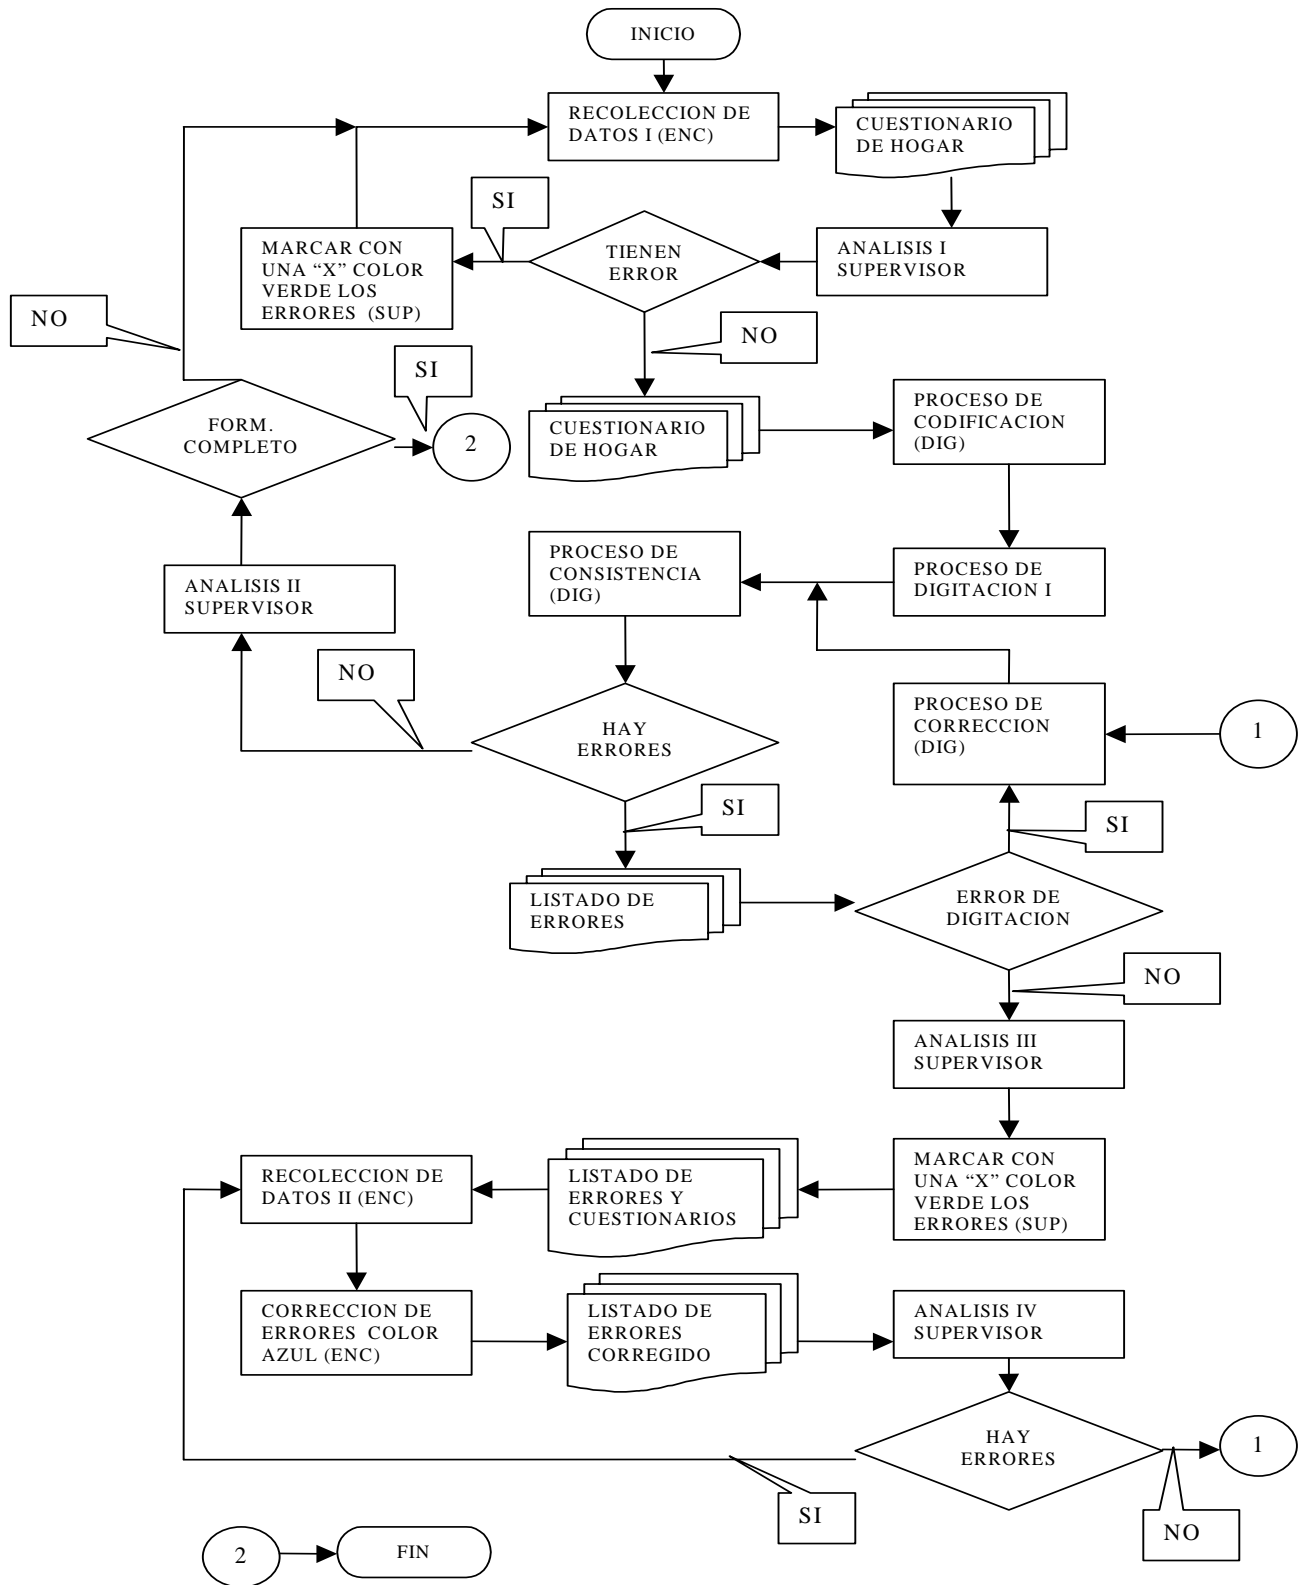 INICIO
RECOLECCION DE
DATOS I (ENC)
CUESTIONARIO
DE HOGAR
SI
MARCAR CON
UNA “X” COLOR
VERDE LOS
ERRORES (SUP)
TIENEN
ERROR
ANALISIS I
SUPERVISOR
NO
NO
SI
FORM.
COMPLETO
2
CUESTIONARIO
DE HOGAR
PROCESO DE
CODIFICACION
(DIG)
PROCESO DE
CONSISTENCIA
(DIG)
PROCESO DE
DIGITACION I
ANALISIS II
SUPERVISOR
NO
HAY
ERRORES
PROCESO DE
CORRECCION
(DIG)
1
SI
SI
LISTADO DE
ERRORES
ERROR DE
DIGITACION
NO
ANALISIS III
SUPERVISOR
RECOLECCION DE
DATOS II (ENC)
LISTADO DE
ERRORES Y
CUESTIONARIOS
MARCAR CON
UNA “X” COLOR
VERDE LOS
ERRORES (SUP)
CORRECCION DE
ERRORES COLOR
AZUL (ENC)
LISTADO DE
ERRORES
CORREGIDO
ANALISIS IV
SUPERVISOR
HAY
ERRORES
1
SI
NO
2
FIN